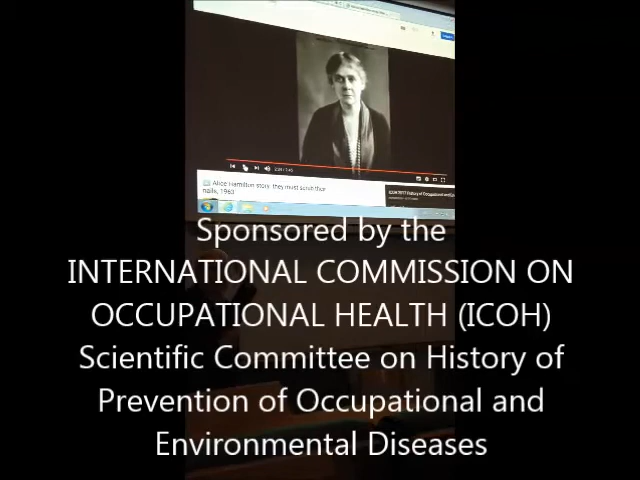 Alice Hamilton story they must scrub their
nails, 1963
Sponsored by the
INTERNATIONAL COMMISSION ON
OCCUPATIONAL HEALTH (ICOH)
Scientific Committee on History of
Prevention of Occupational and
Environmental Diseases